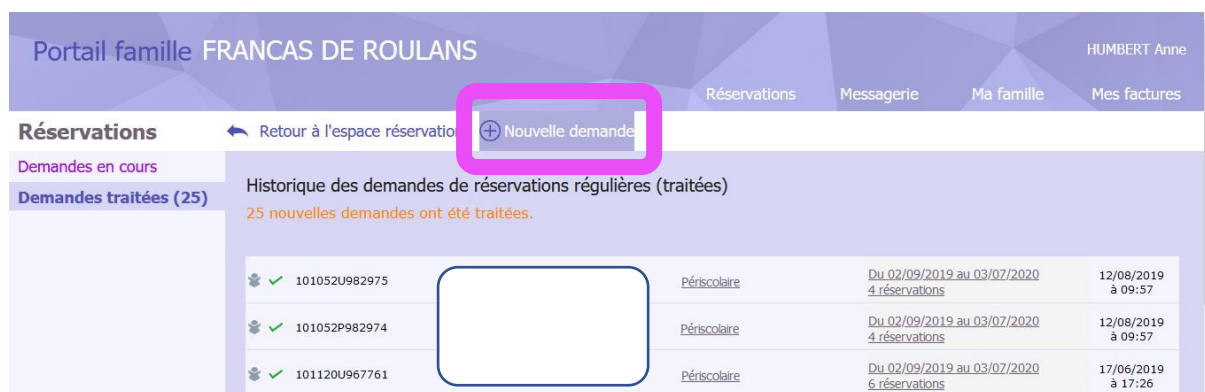 Portail famille FRANCAS DE ROULANS
HUMBERT Anne
Réservations Messagerie Ma famille Mes factures
Réservations
Retour à l'espace réservation
Nouvelle demande
Demandes en cours
Demandes traitées (25)
Historique des demandes de réservations régulières (traitées)
25 nouvelles demandes ont été traitées.
101052U982975 Périscolaire Du 02/09/2019 au 03/07/2020 12/08/2019
4 réservations à 09:57
101052P982974 Périscolaire Du 02/09/2019 au 03/07/2020 12/08/2019
4 réservations à 09:57
101120U967761 Périscolaire Du 02/09/2019 au 03/07/2020 17/06/2019
6 réservations à 17:26